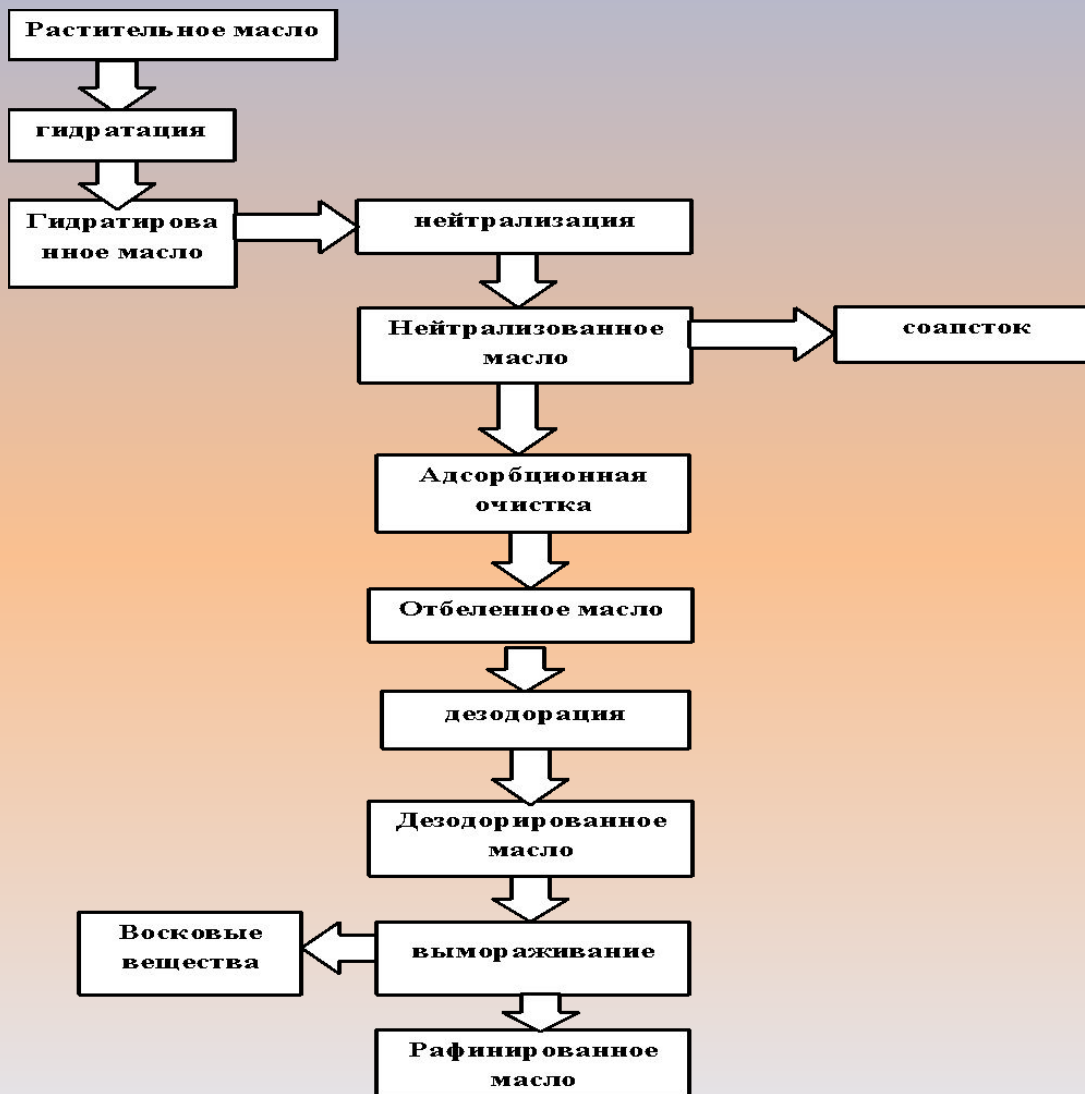 Растительное масло
гидратация
Гидратирова
нное масло
нейтрализация
Нейтрализованное
масло
соапсток
Адсорбционная
очистка
Отбеленное масло
дезодорация
Дезодорированное
масло
Восковые
вещества
вымораживание
Рафинированное
масло